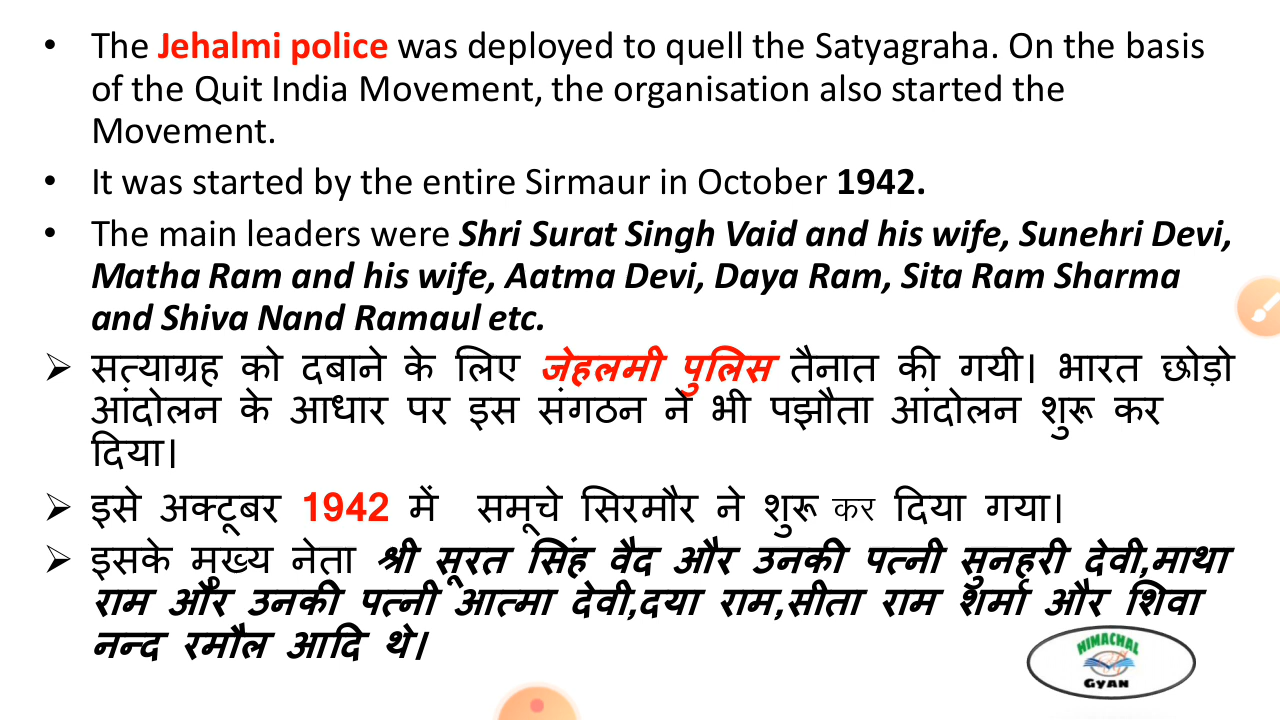 • The Jehalmi police was deployed to quell the Satyagraha. On the basis
of the Quit India Movement, the organisation also started the
Movement.
• It was started by the entire Sirmaur in October 1942.
• The main leaders were Shri Surat Singh Vaid and his wife, Sunehri Devi,
Matha Ram and his wife, Aatma Devi, Daya Ram, Sita Ram Sharma
and Shiva Nand Ramaul etc.
➢ सत्याग्रह को दबाने के लिए जेहलमी पुलिस तैनात की गयी। भारत छोड़ो
आंदोलन के आधार पर इस संगठन ने भी पझौता आंदोलन शुरू कर
दिया।
➢ इसे अक्टूबर 1942 में समूचे सिरमौर ने शुरू कर दिया गया।
➢ इसके मुख्य नेता श्री सूरत सिंह वैद और उनकी पत्नी सुनहरी देवी,माथा
राम और उनकी पत्नी आत्मा देवी,दया राम,सीता राम शर्मा और शिवा
नन्द रमौल आदि थे।
HIMACHAL
GYAN